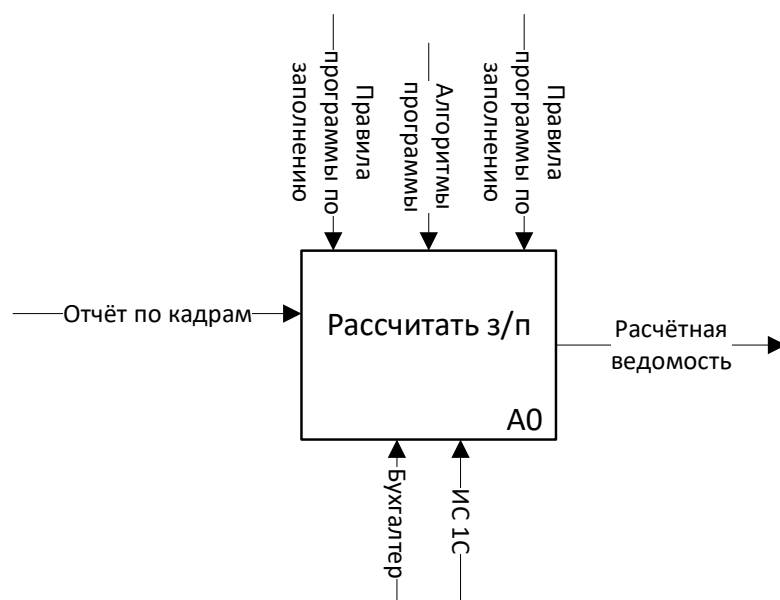 Правила
программы по
заполнению
Алгоритмы
программы
Правила
программы по
заполнению
Отчёт по кадрам
Рассчитать з/п
A0
Расчётная
ведомость
Бухгалтер
ИС 1С